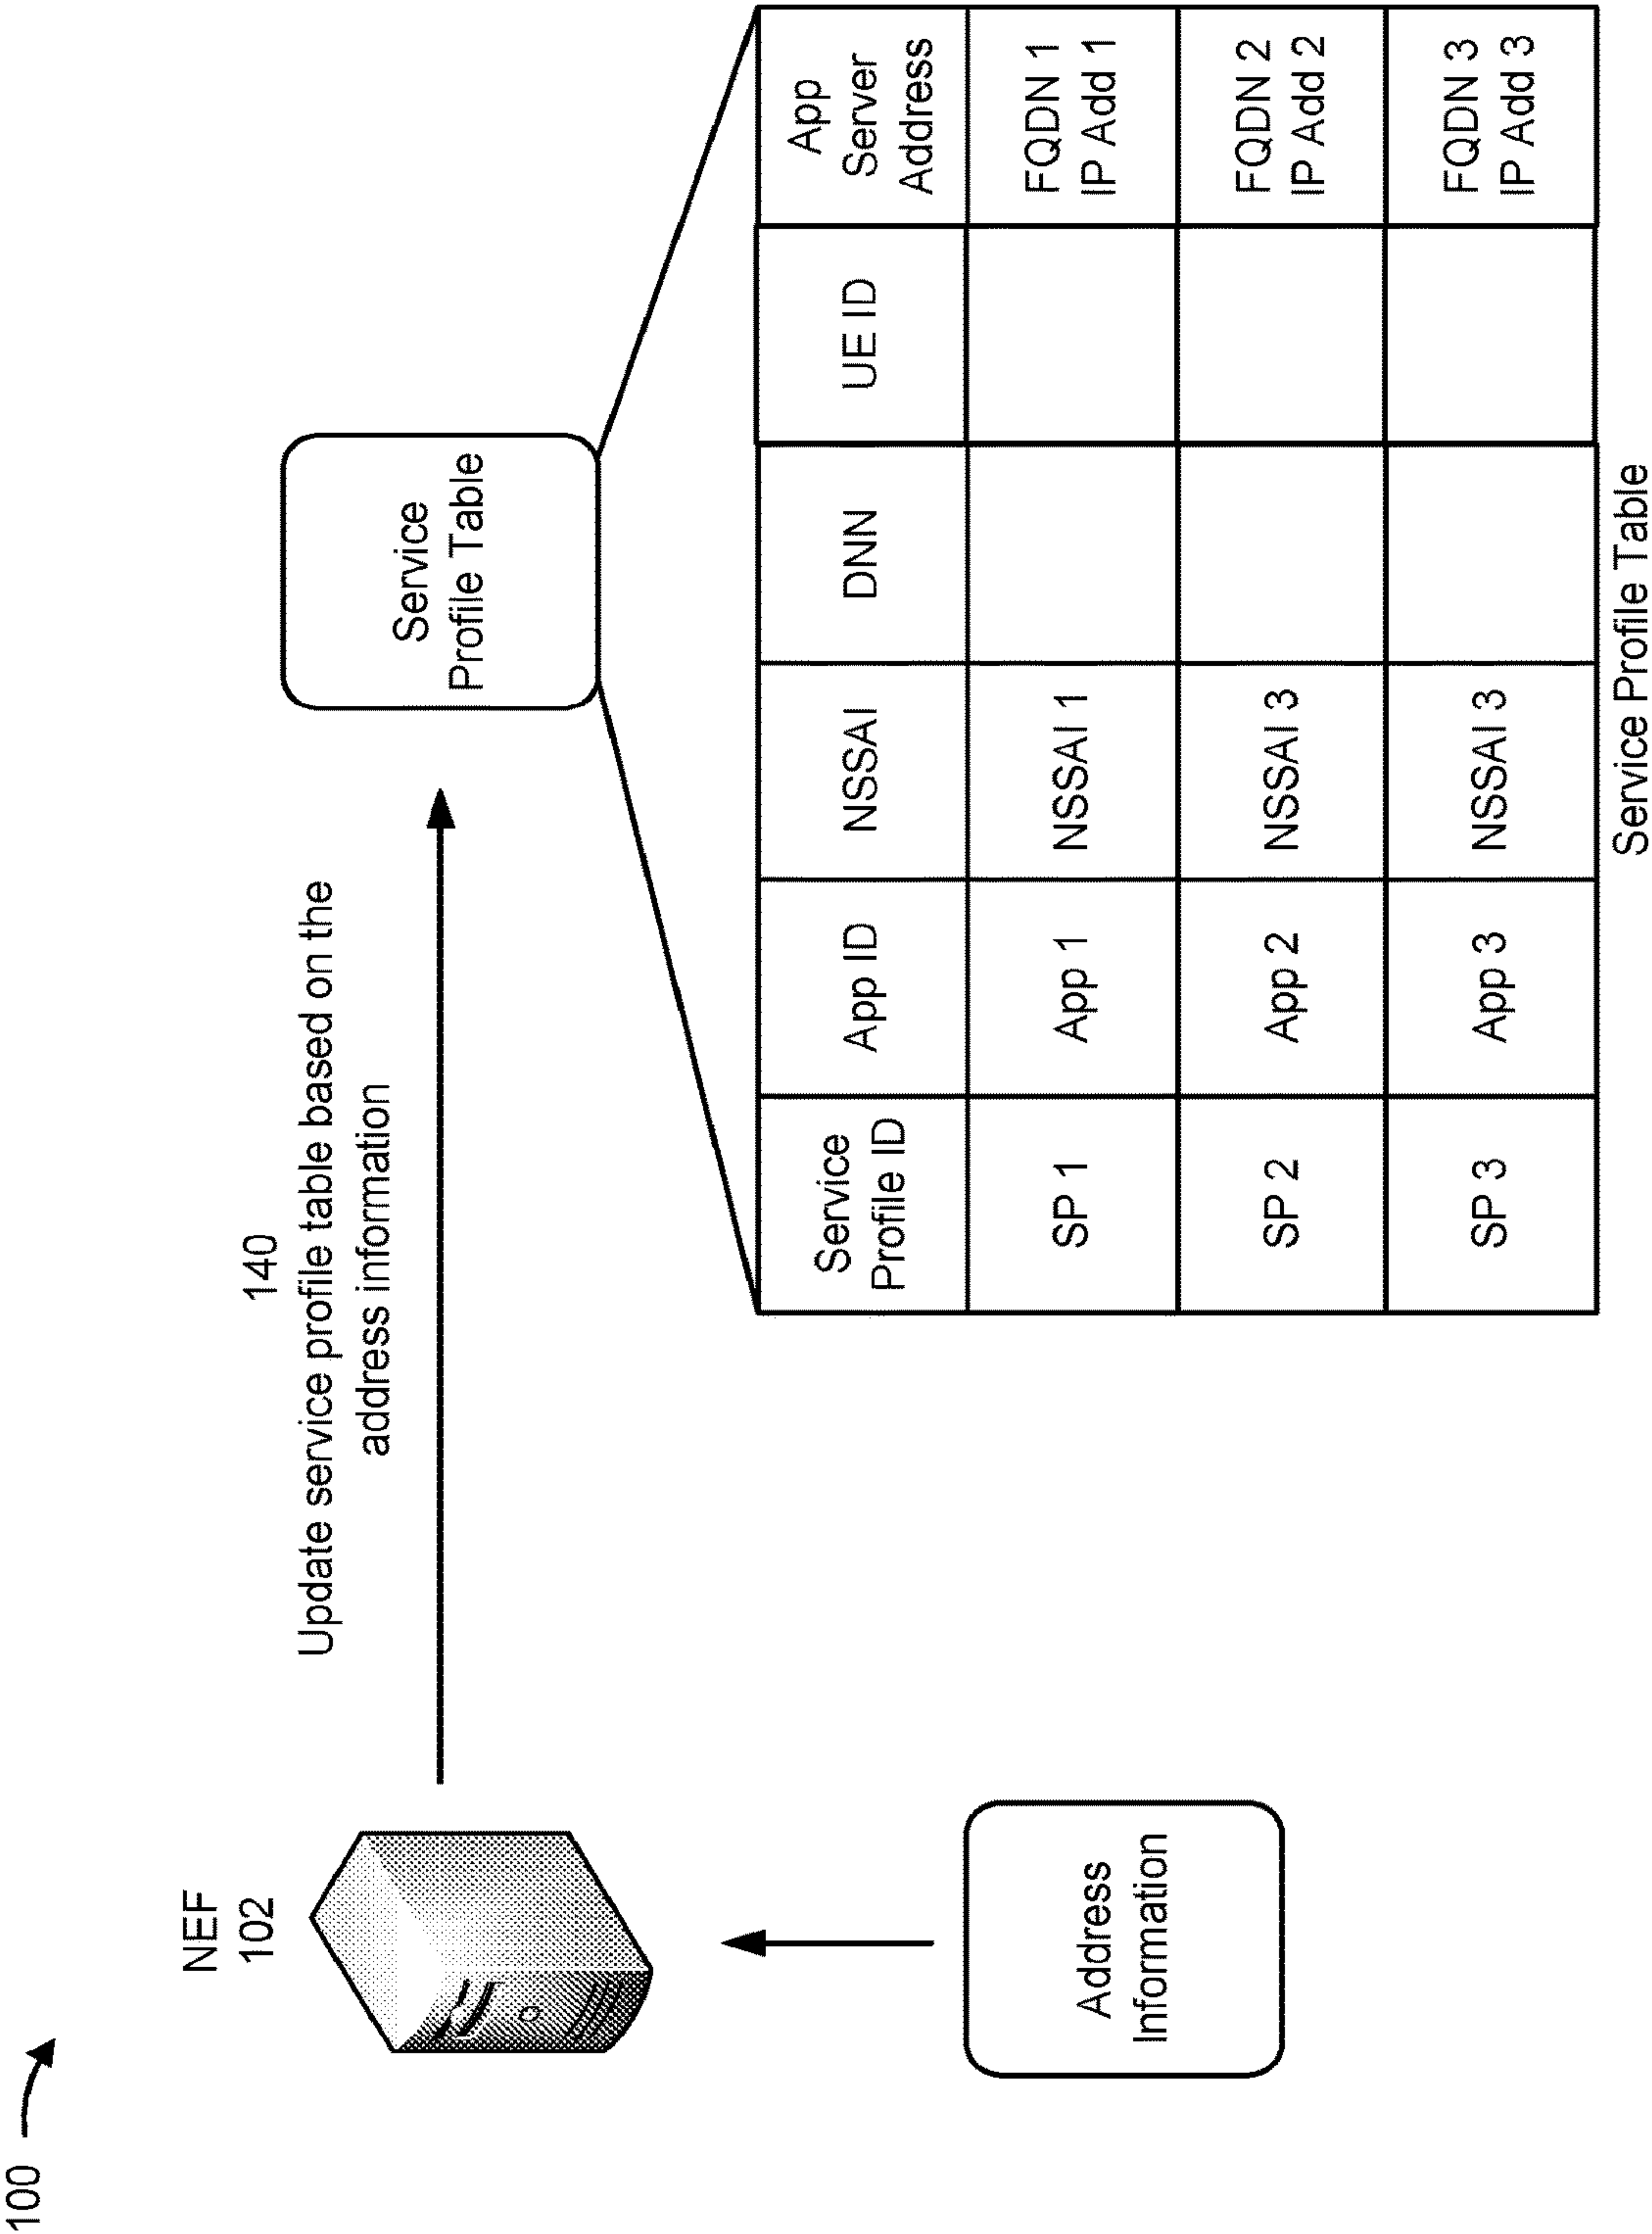 100
NEF
102
140
Update service profile table based on the
address information
Service
Profile Table
Address
Information
Service
Profile ID
App ID
NSSAI
DNN
UE ID
App
Server
Address
SP 1
App 1
NSSAI 1
FQDN 1
IP Add 1
SP 2
App 2
NSSAI 3
FQDN 2
IP Add 2
SP 3
App 3
NSSAI 3
FQDN 3
IP Add 3
Service Profile Table